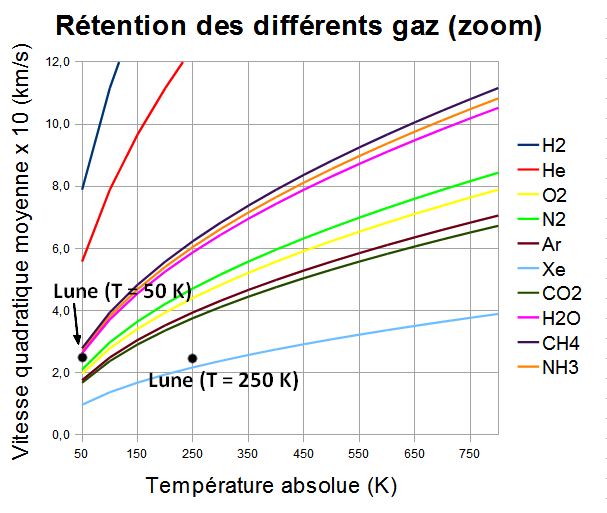 Rétention des différents gaz (zoom)
Vitesse quadratique moyenne x 10 (km/s)
12,0
10,0
8,0
6,0
4,0
2,0
0,0
Lune (T = 50 K)
Lune (T = 250 K)
50
150
250
350
450
550
650
750
Température absolue (K)
H2
He
O2
N2
Ar
Xe
CO2
H2O
CH4
NH3